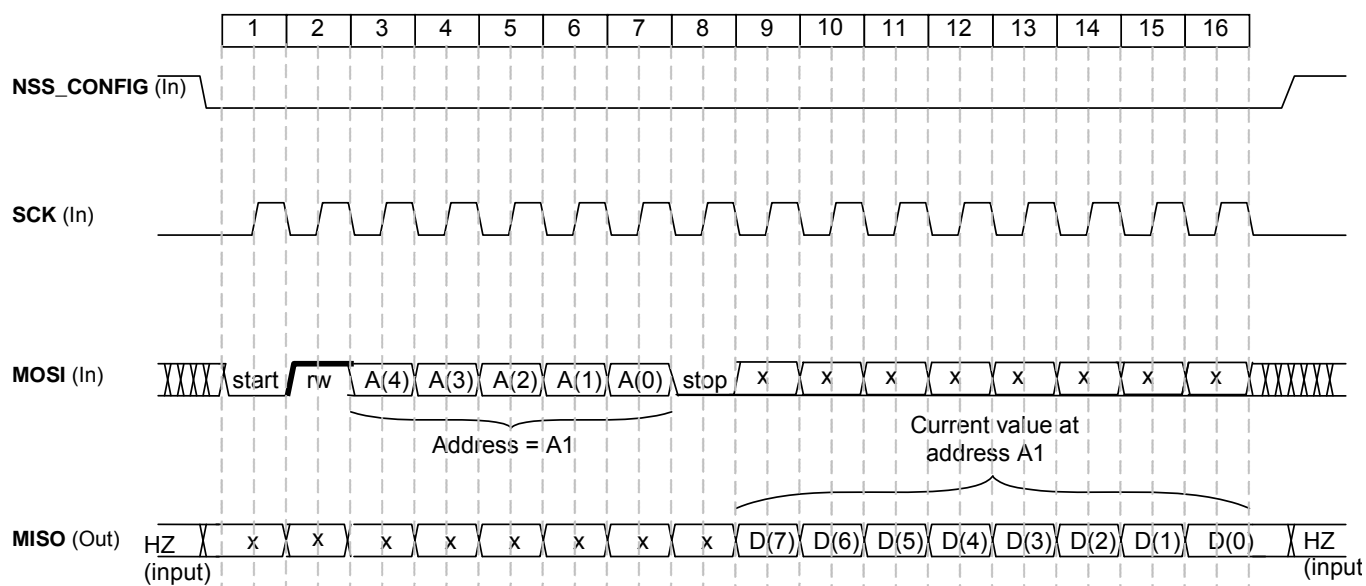 1 2 3 4 5 6 7 8 9 10 11 12 13 14 15 16
NSS_CONFIG (In)
SCK (In)
MOSI (In) start rw A(4) A(3) A(2) A(1) A(0) stop x x x x x x x x
Address = A1
Current value at
address A1
MISO (Out) HZ x x x x x x x x D(7) D(6) D(5) D(4) D(3) D(2) D(1) D(0) HZ
(input) (input